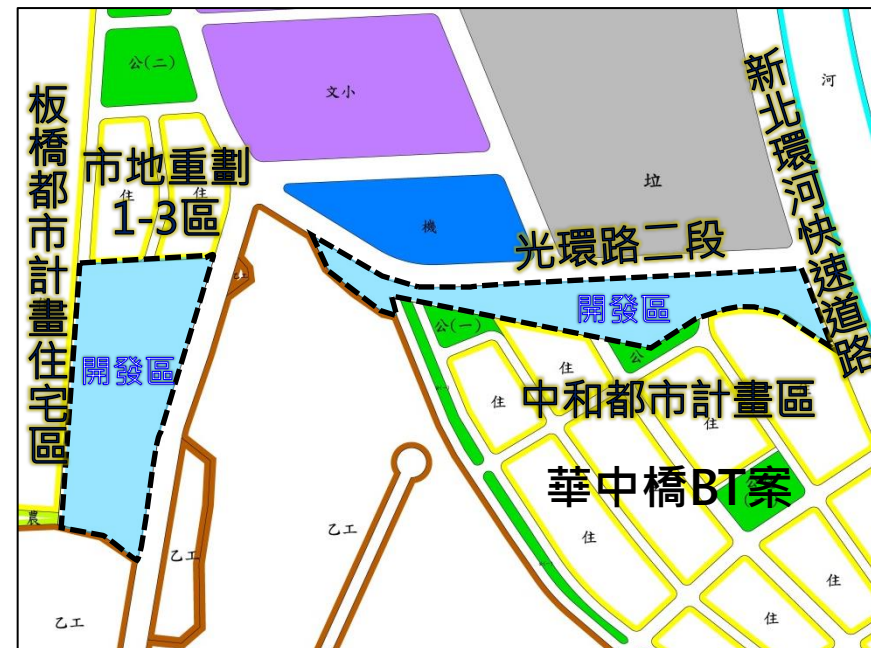 公(二)
文小
河
板橋都市計畫住宅區
新北環河快速道路
市地重劃
1-3區
住
住
垃
機
光環路二段
乙工
開發區
開發區
公(一)
公
住
住
中和都市計畫區
住
華中橋BT案
農
乙工
乙工
住
住
住
乙工